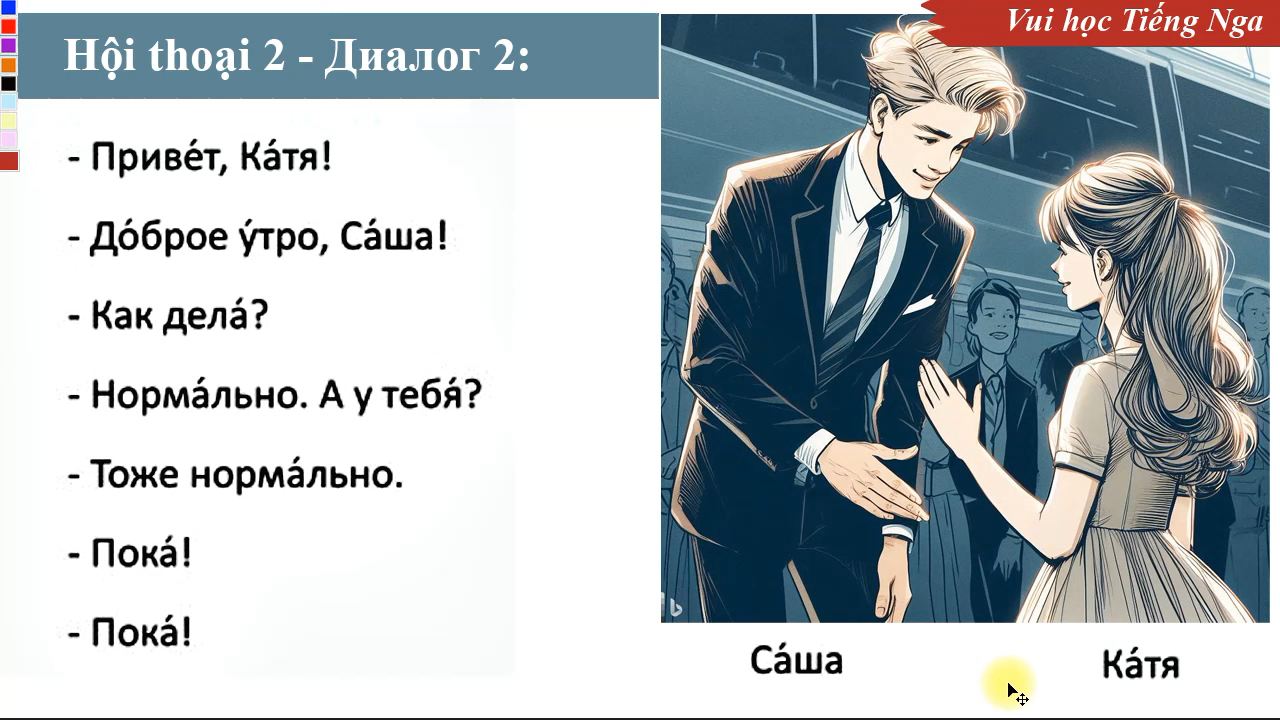 Vui học Tiếng Nga
Hội thoại 2 - Диалог 2:
- Приве́т, Ка́тя!
- До́брое у́тро, Са́ша!
- Как дела́?
- Норма́льно. А у тебя́?
- Тоже норма́льно.
- Пока́!
- Пока́!
Са́ша
Ка́тя